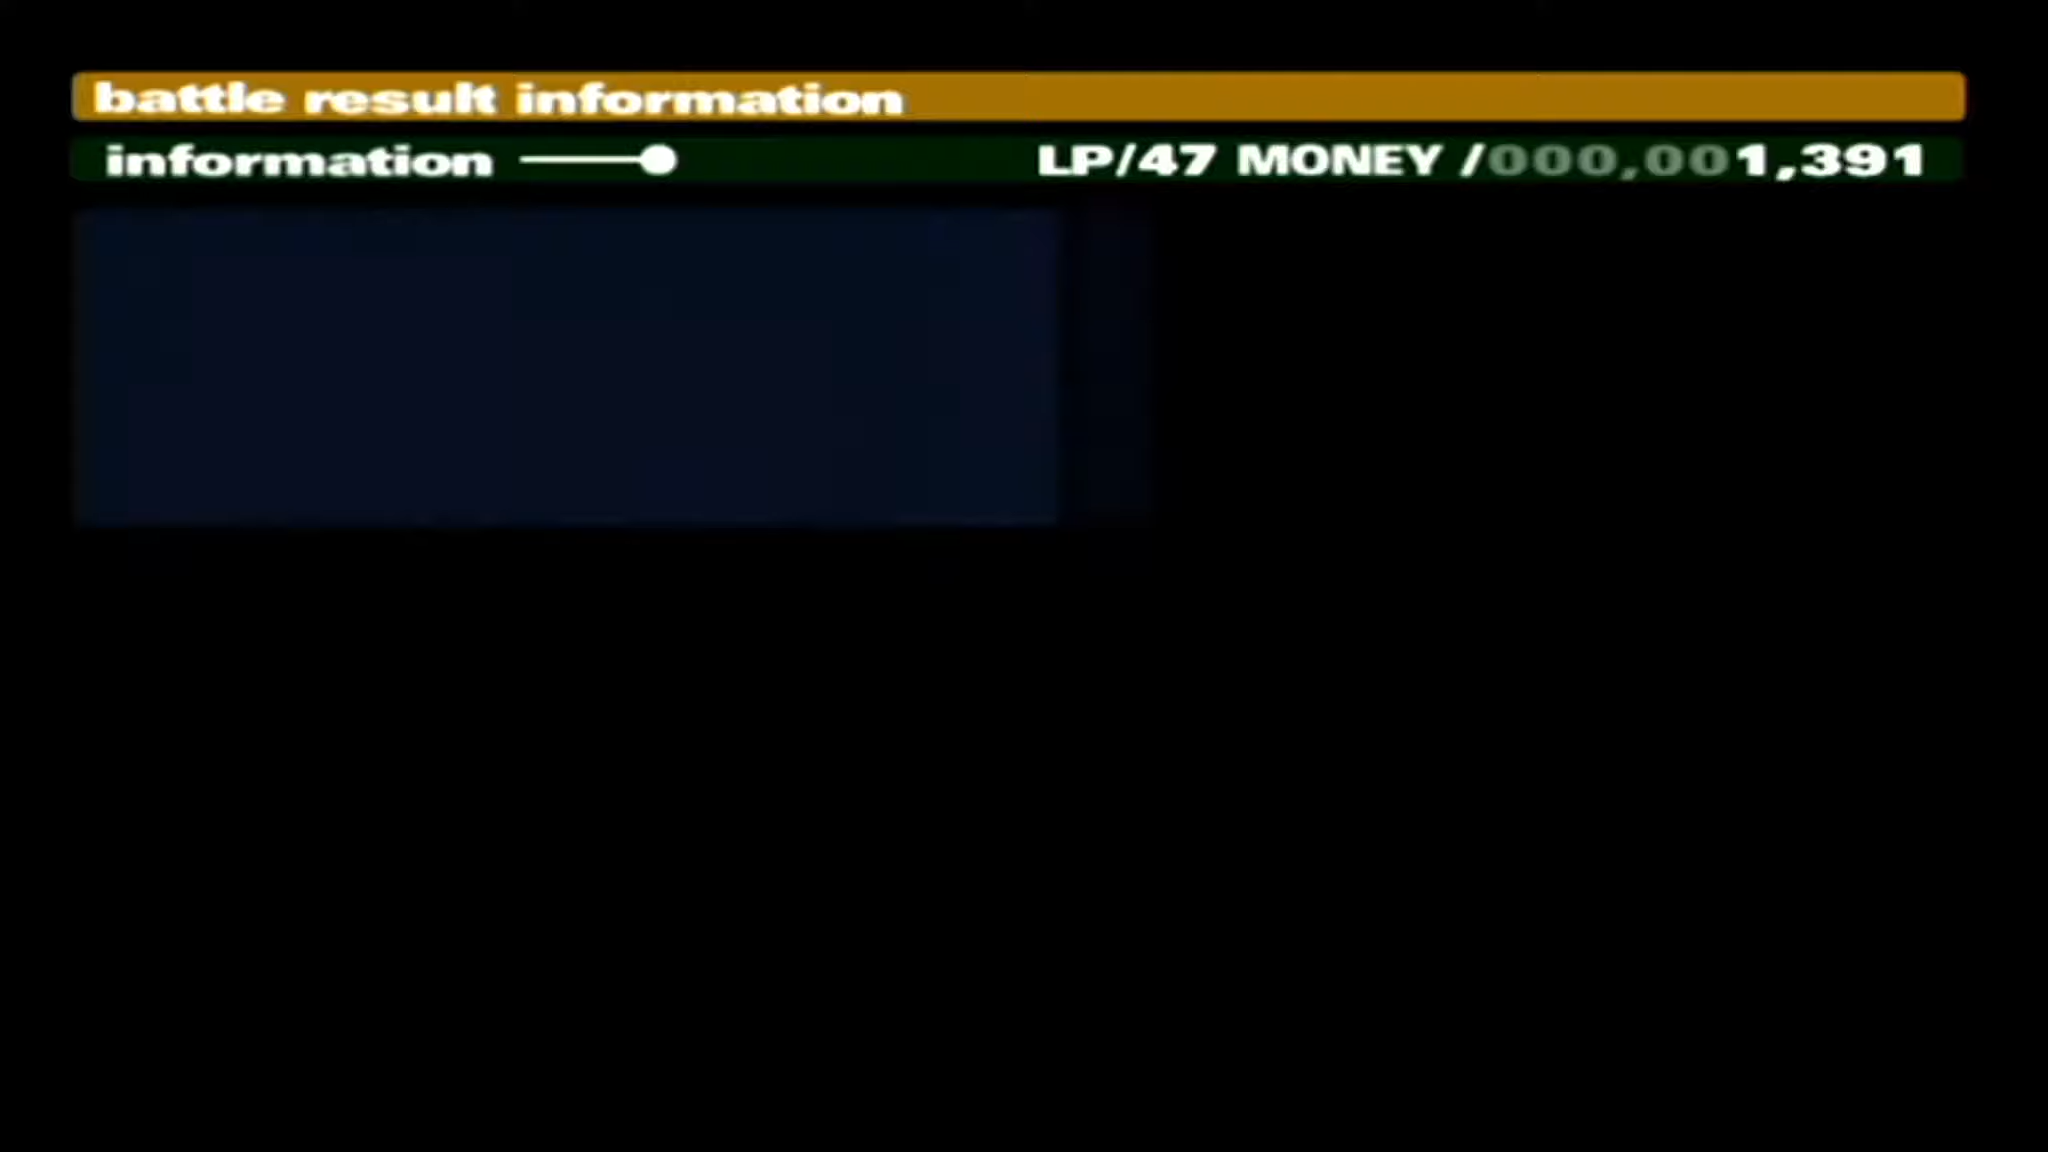 battle result information
information LP/47 MONEY /000,001,391